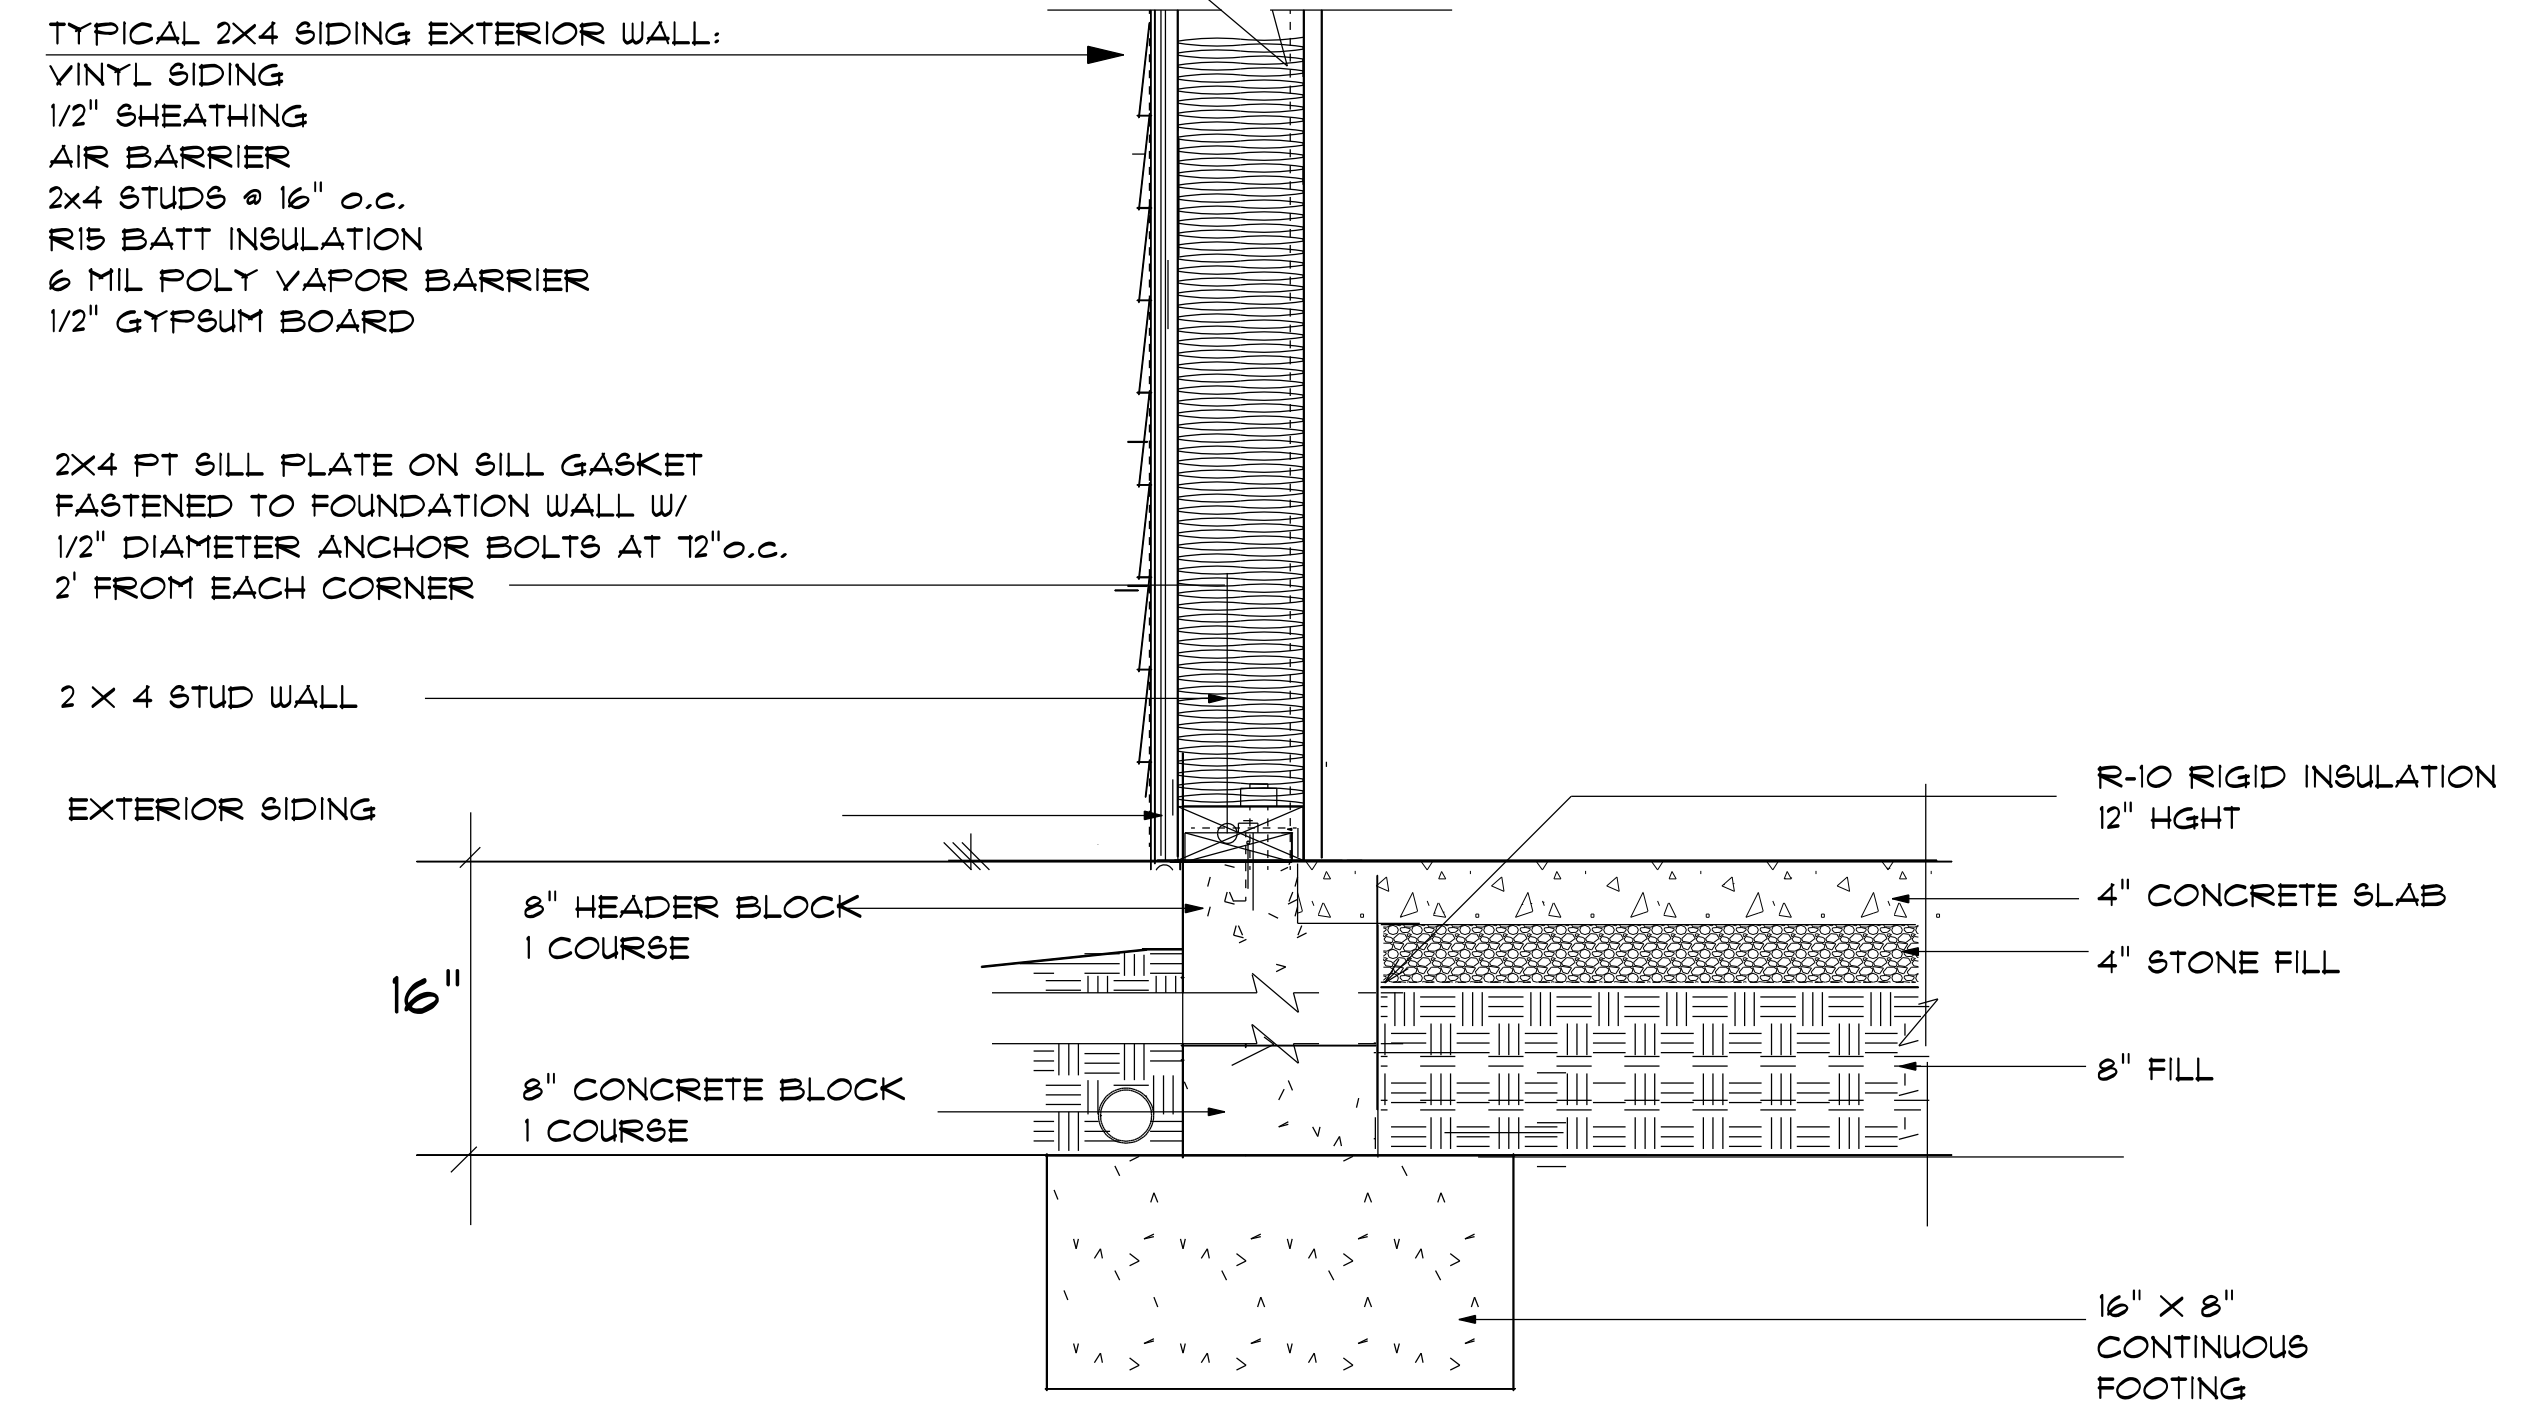 TYPICAL 2X4 SIDING EXTERIOR WALL:
VINYL SIDING
1/2" SHEATHING
AIR BARRIER
2x4 STUDS @ 16" o.c.
R15 BATT INSULATION
6 MIL POLY VAPOR BARRIER
1/2" GYPSUM BOARD
2X4 PT SILL PLATE ON SILL GASKET
FASTENED TO FOUNDATION WALL W/
1/2" DIAMETER ANCHOR BOLTS AT 72"o.c.
2' FROM EACH CORNER
2 X 4 STUD WALL
EXTERIOR SIDING
8" HEADER BLOCK
1 COURSE
16"
8" CONCRETE BLOCK
1 COURSE
R-10 RIGID INSULATION
12" HGHT
4" CONCRETE SLAB
4" STONE FILL
8" FILL
16" X 8"
CONTINUOUS
FOOTING